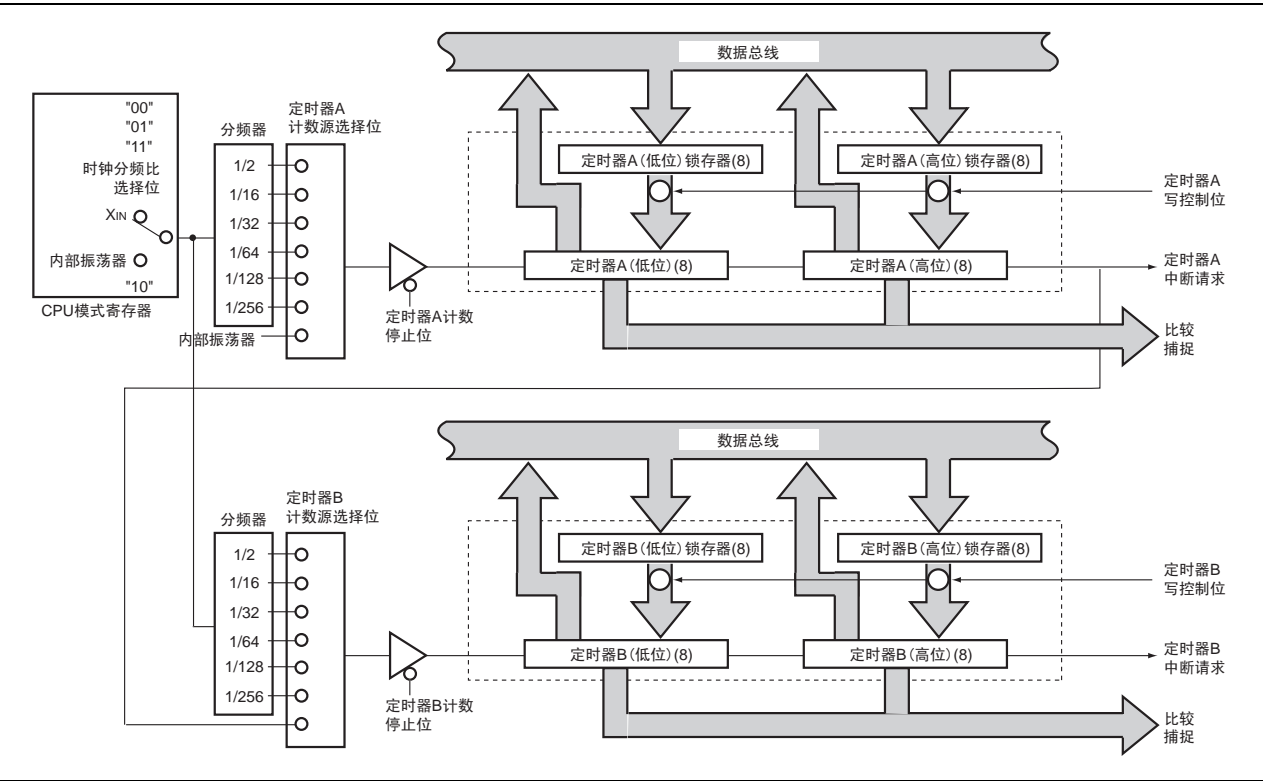 数据总线
"00"
"01"
"11"
时钟分频比
选择位
XIN
内部振荡器
"10"
CPU模式寄存器
分频器
1/2
1/16
1/32
1/64
1/128
1/256
内部振荡器
定时器A
计数源选择位
定时器A计数
停止位
定时器A(低位)锁存器(8)
定时器A(高位)锁存器(8)
定时器A(低位)(8)
定时器A(高位)(8)
定时器A
写控制位
定时器A
中断请求
比较
捕捉
数据总线
分频器
1/2
1/16
1/32
1/64
1/128
1/256
定时器B
计数源选择位
定时器B计数
停止位
定时器B(低位)锁存器(8)
定时器B(高位)锁存器(8)
定时器B(低位)(8)
定时器B(高位)(8)
定时器B
写控制位
定时器B
中断请求
比较
捕捉